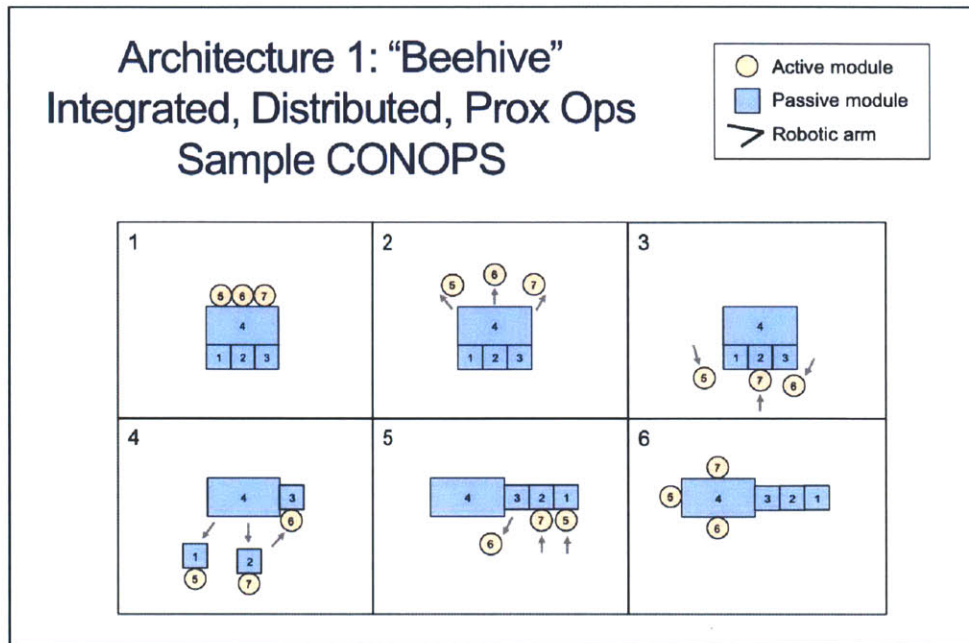 Architecture 1: “Beehive”
Integrated, Distributed, Prox Ops
Sample CONOPS
Active module
Passive module
Robotic arm
1
5 6 7
4
1 2 3
2
5 6 7
4
1 2 3
3
4
1 2 3
5 7 6
4
4 3
6
1 2
5 7
5
4 3 2 1
6 7 5
6
7
5 4 3 2 1
6